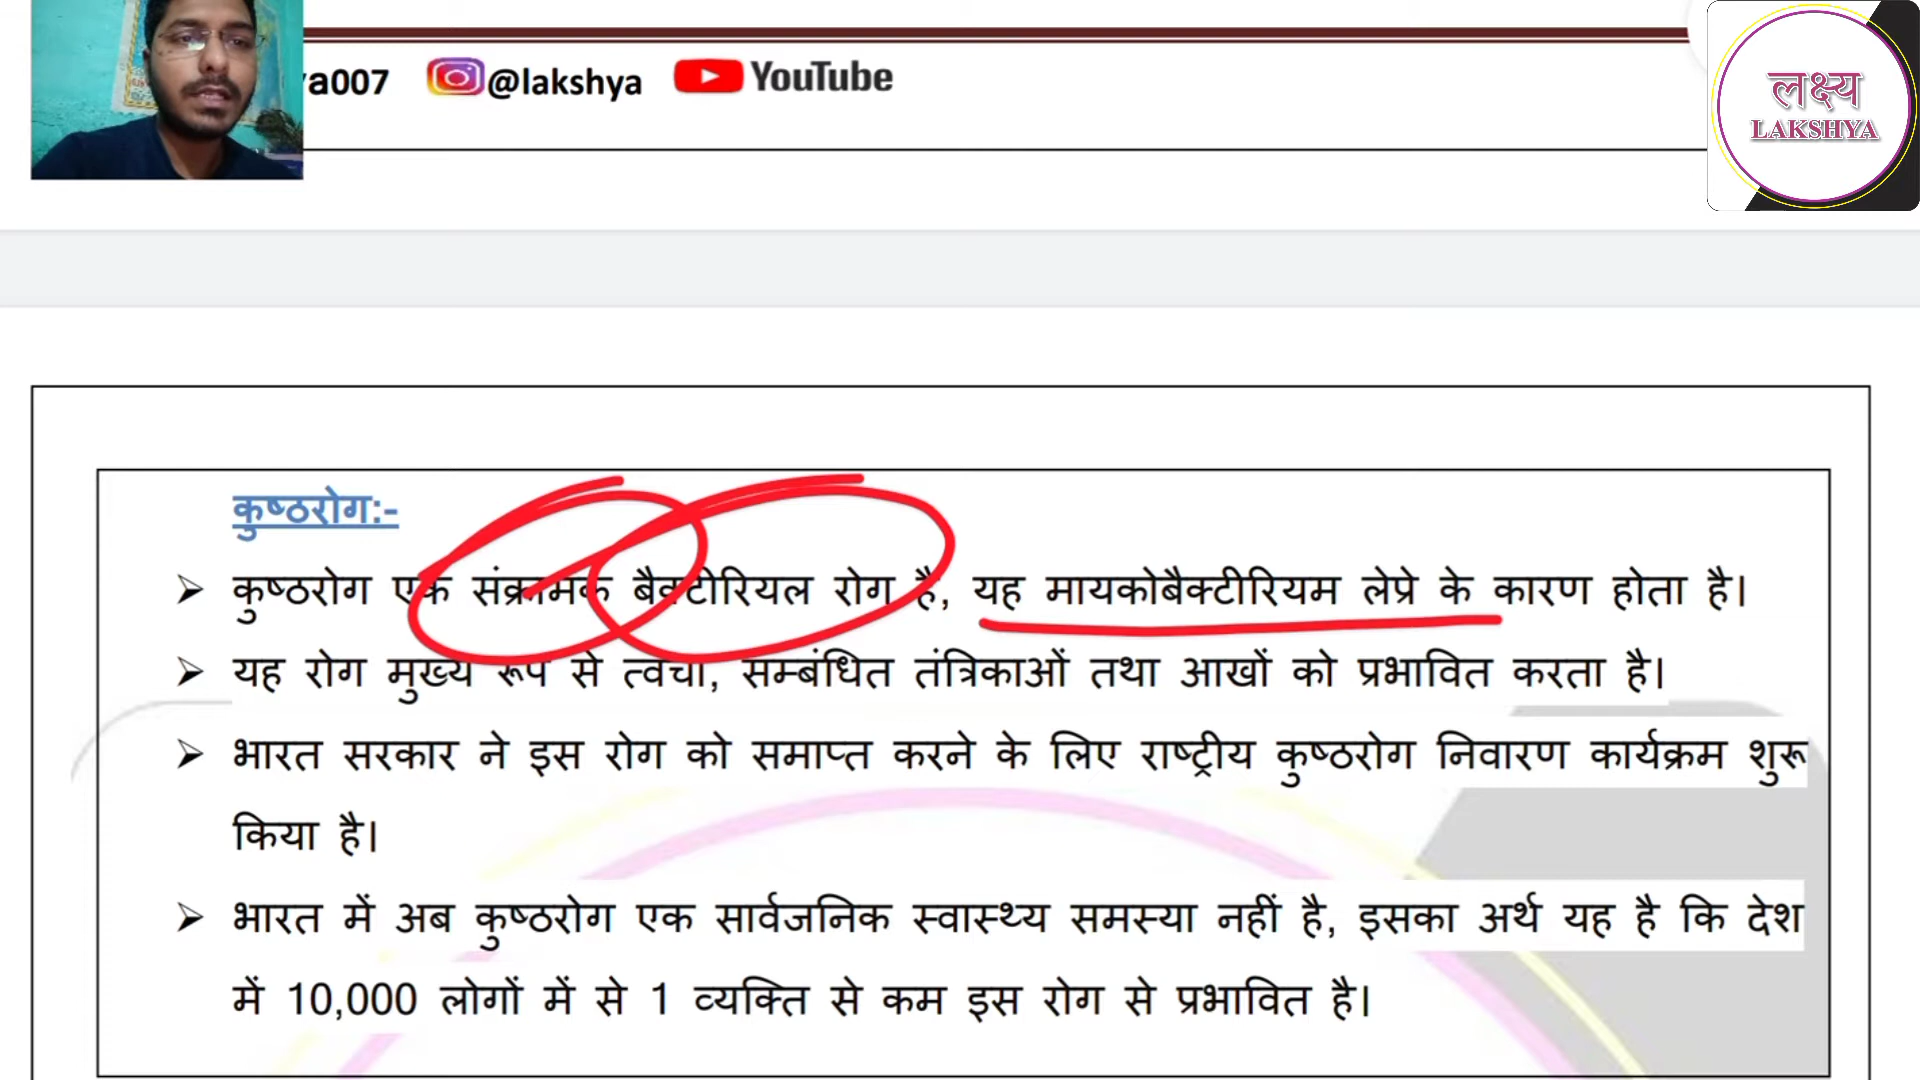 a007 @lakshya YouTube
लक्ष्य
LAKSHYA
कुष्ठरोग:-
➢ कुष्ठरोग एक संक्रामक बैक्टीरियल रोग है, यह मायकोबैक्टीरियम लेप्रे के कारण होता है।
➢ यह रोग मुख्य रूप से त्वचा, सम्बंधित तंत्रिकाओं तथा आखों को प्रभावित करता है।
➢ भारत सरकार ने इस रोग को समाप्त करने के लिए राष्ट्रीय कुष्ठरोग निवारण कार्यक्रम शुरू
किया है।
➢ भारत में अब कुष्ठरोग एक सार्वजनिक स्वास्थ्य समस्या नहीं है, इसका अर्थ यह है कि देश
में 10,000 लोगों में से 1 व्यक्ति से कम इस रोग से प्रभावित है।